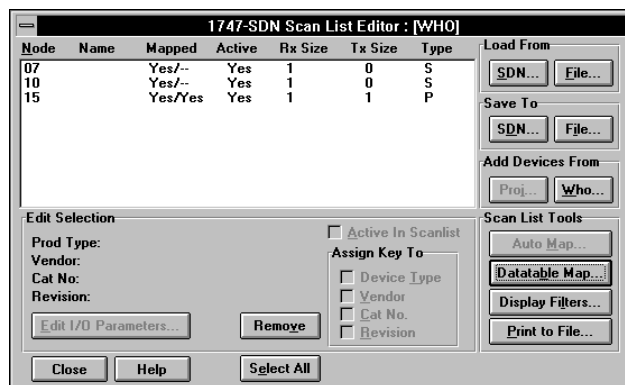 1747-SDN Scan List Editor : [WHO]
Node Name Mapped Active Rx Size Tx Size Type
07 Yes/-- Yes 1 0 S
10 Yes/-- Yes 1 0 S
15 Yes/Yes Yes 1 1 P
Load From
SDN... File...
Save To
SDN... File...
Add Devices From
Proj... Who...
Edit Selection
Prod Type:
Vendor:
Cat No:
Revision:
Edit I/O Parameters... Remove
Active In Scanlist
Assign Key To
Device Type
Vendor
Cat No.
Revision
Scan List Tools
Auto Map...
Datatable Map...
Display Filters...
Print to File...
Close Help Select All